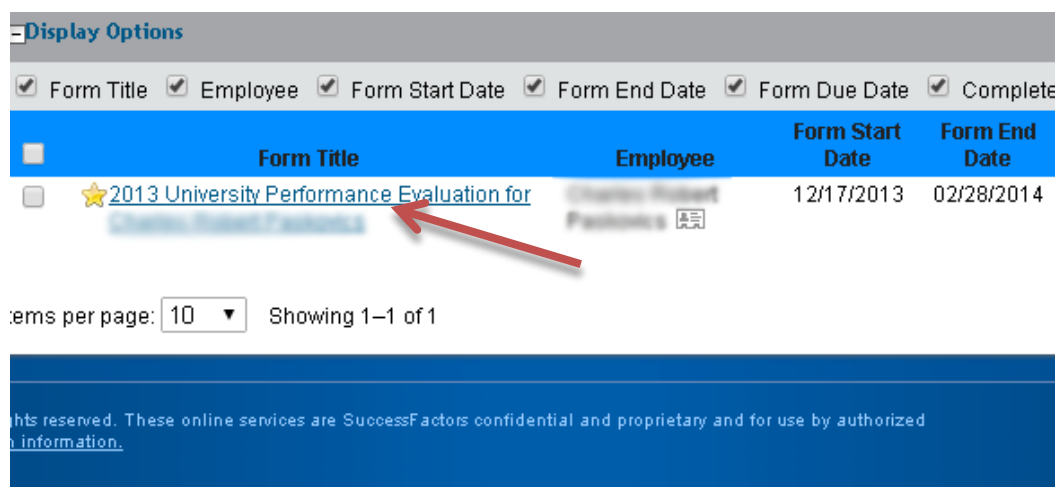 Display Options
Form Title Employee Form Start Date Form End Date Form Due Date Complete
Form Title Employee Form Start Date Form End Date
2013 University Performance Evaluation for 12/17/2013 02/28/2014
tems per page: 10 Showing 1–1 of 1
hts reserved. These online services are SuccessFactors confidential and proprietary and for use by authorized
information.